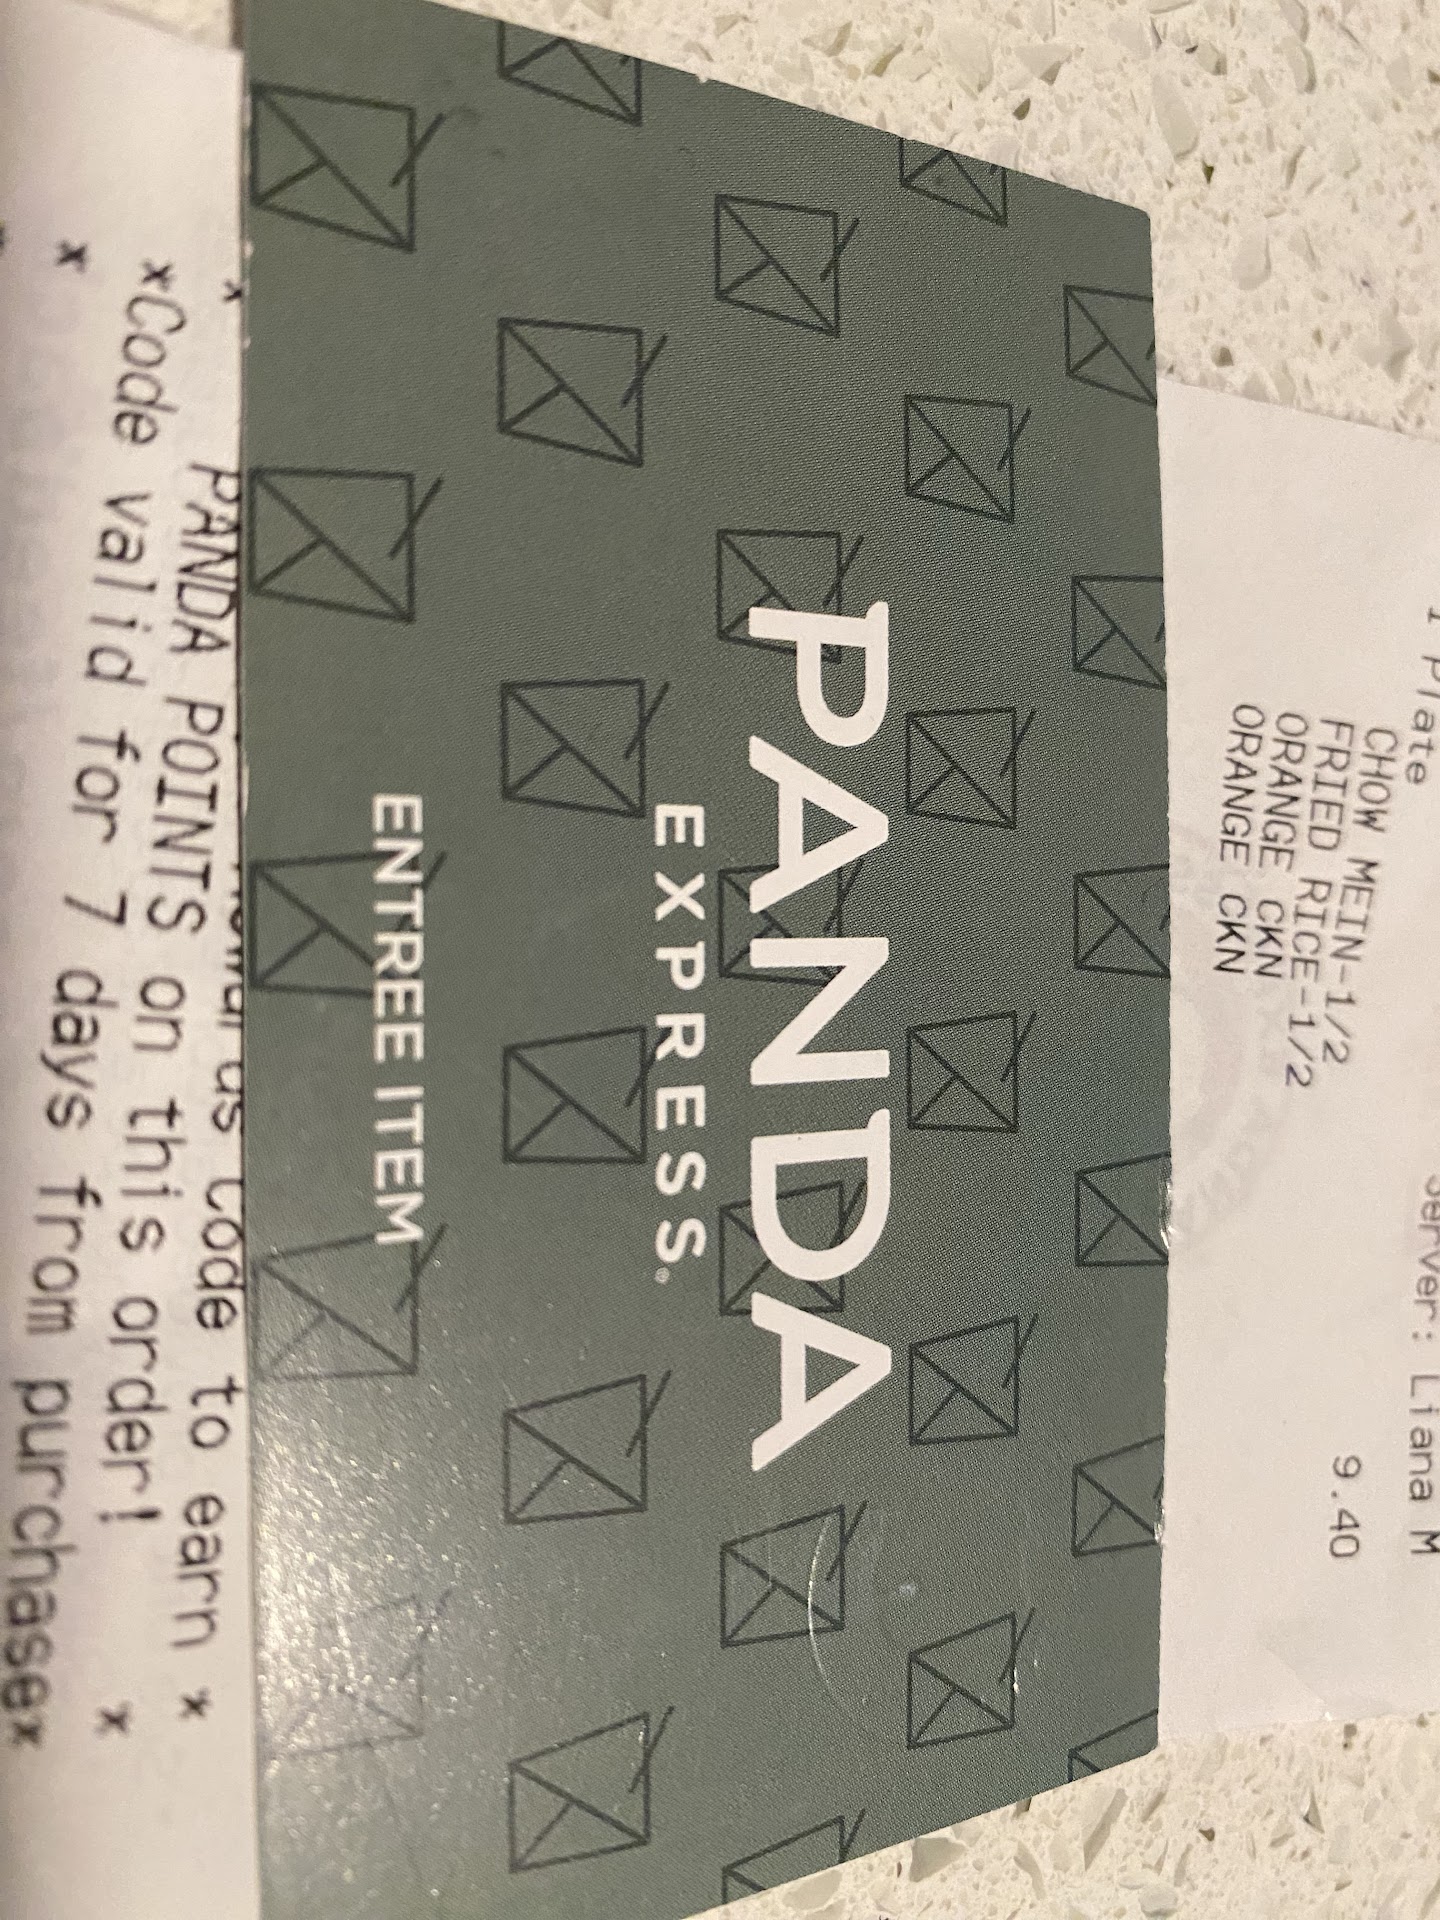 Server: Liana M
1 Plate 9.40
CHOW MEIN-1/2
FRIED RICE-1/2
ORANGE CKN
ORANGE CKN
PANDA
EXPRESS®
ENTREE ITEM
* code to earn *
PANDA POINTS on this order!
*Code valid for 7 days from purchase*